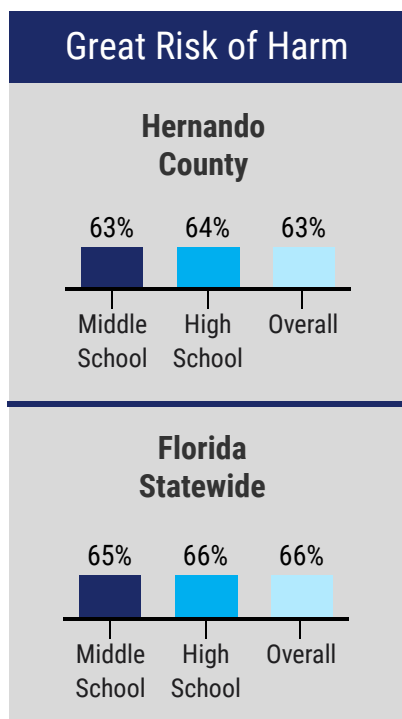 Great Risk of Harm
Hernando
County
63% 64% 63%
Middle High Overall
School School
Florida
Statewide
65% 66% 66%
Middle High Overall
School School